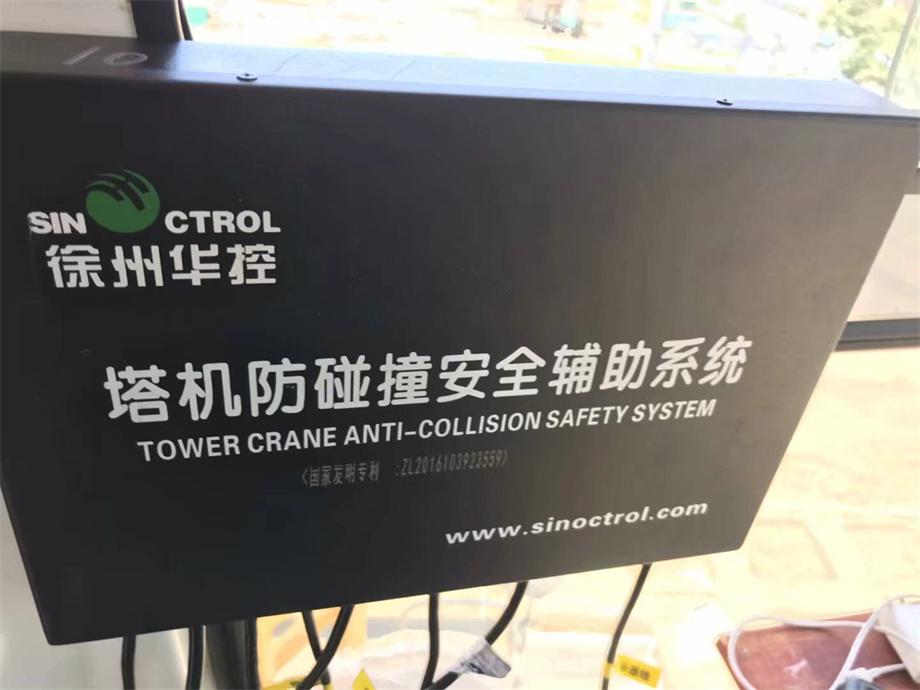 SIN CTROL
徐州华控
塔机防碰撞安全辅助系统
TOWER CRANE ANTI-COLLISION SAFETY SYSTEM
〈国家发明专利 :ZL2016103923559〉
www.sinoctrol.com